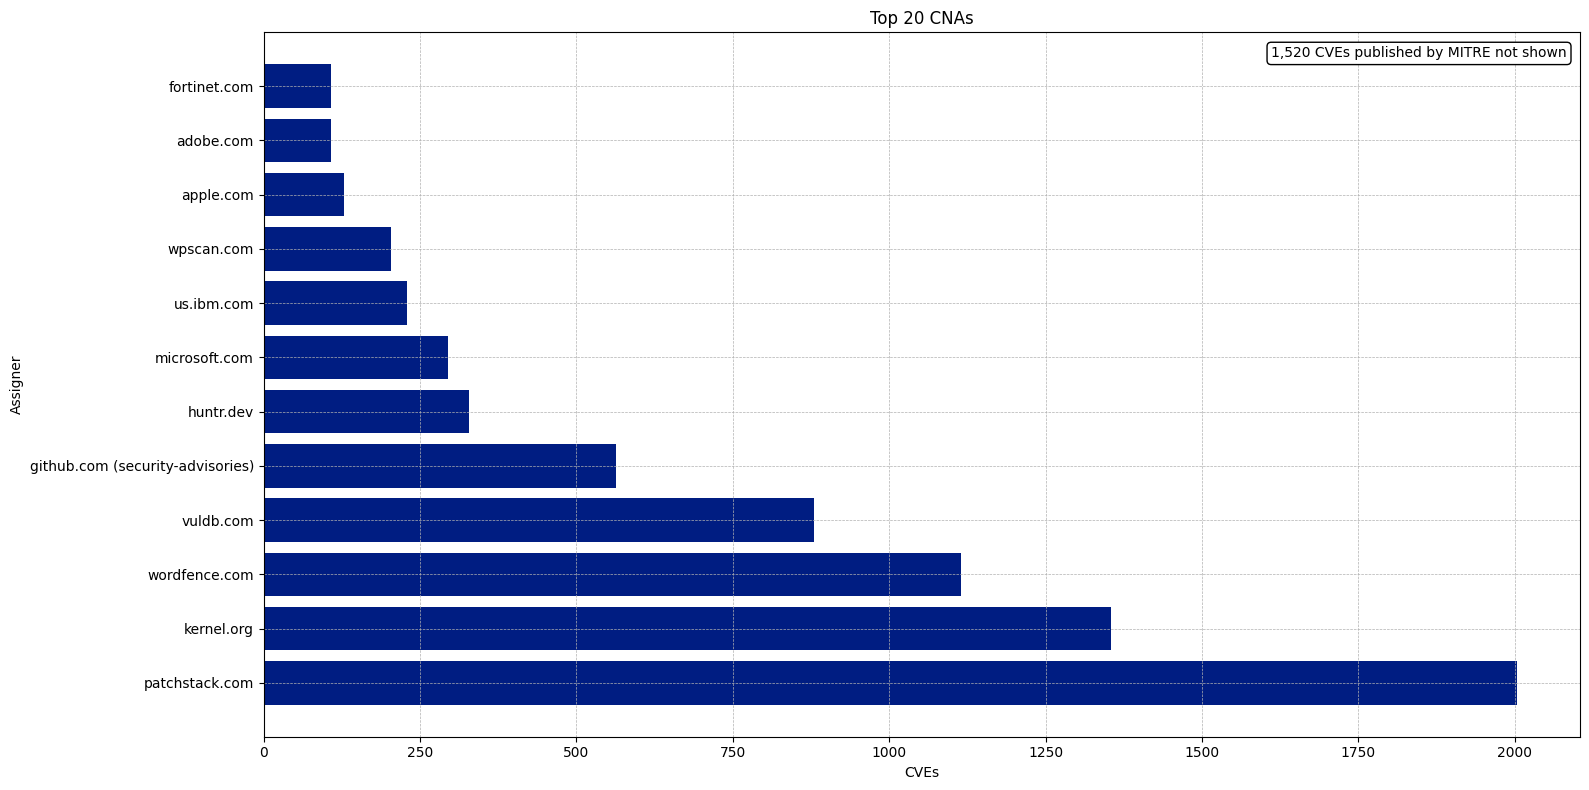 Top 20 CNAs
1,520 CVEs published by MITRE not shown
fortinet.com
adobe.com
apple.com
wpscan.com
us.ibm.com
microsoft.com
huntr.dev
github.com (security-advisories)
vuldb.com
wordfence.com
kernel.org
patchstack.com
Assigner
0 250 500 750 1000 1250 1500 1750 2000
CVEs